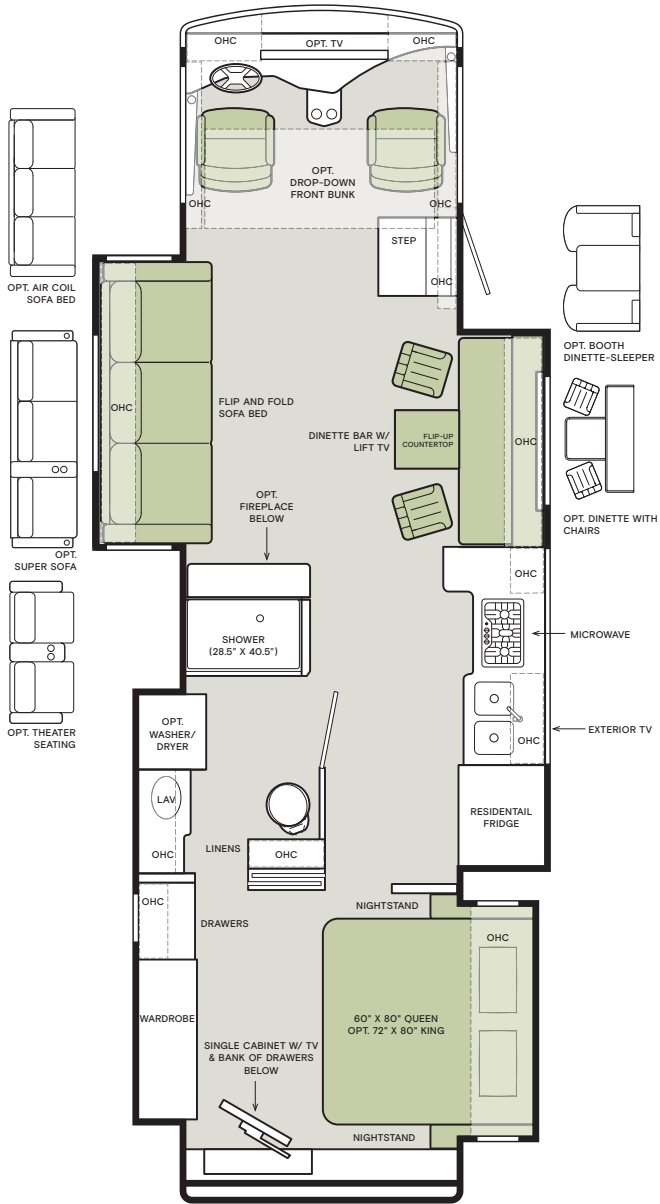 OHC
OPT. TV
OHC
OPT.
DROP-DOWN
FRONT BUNK
OHC
OHC
STEP
OHC
OPT. AIR COIL
SOFA BED
OPT. BOOTH
DINETTE-SLEEPER
OHC
FLIP AND FOLD
SOFA BED
DINETTE BAR W/
LIFT TV
FLIP-UP
COUNTERTOP
OHC
OPT. DINETTE WITH
CHAIRS
OPT.
SUPER SOFA
OPT.
FIREPLACE
BELOW
OHC
SHOWER
(28.5" X 40.5")
MICROWAVE
OPT. THEATER
SEATING
OPT.
WASHER/
DRYER
OHC
EXTERIOR TV
LAV
OHC
LINENS
OHC
RESIDENTAIL
FRIDGE
OHC
DRAWERS
NIGHTSTAND
OHC
WARDROBE
60" X 80" QUEEN
OPT. 72" X 80" KING
SINGLE CABINET W/ TV
& BANK OF DRAWERS
BELOW
NIGHTSTAND